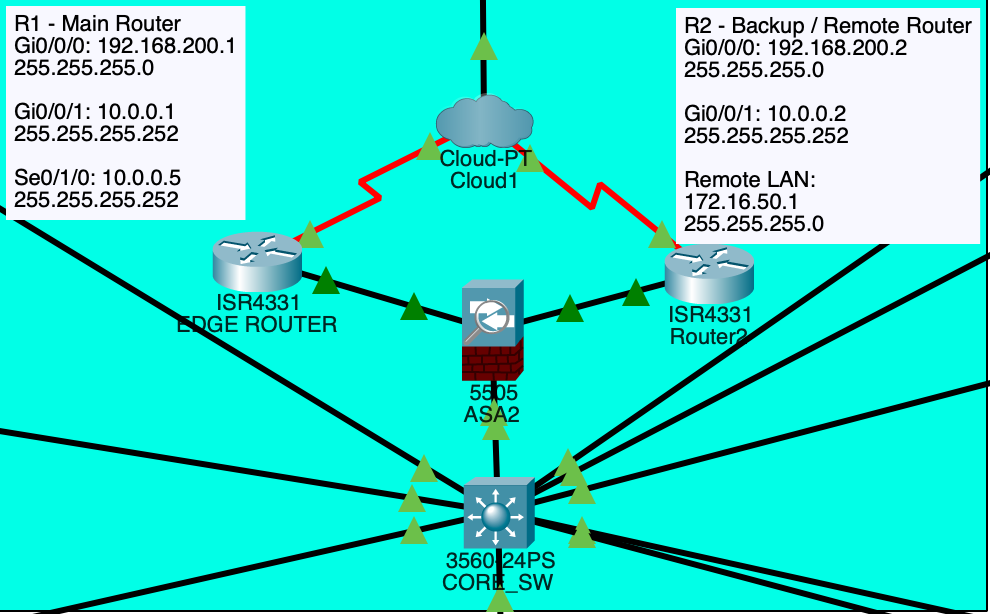 R1 - Main Router
Gi0/0/0: 192.168.200.1
255.255.255.0
Gi0/0/1: 10.0.0.1
255.255.255.252
Se0/1/0: 10.0.0.5
255.255.255.252
R2 - Backup / Remote Router
Gi0/0/0: 192.168.200.2
255.255.255.0
Gi0/0/1: 10.0.0.2
255.255.255.252
Remote LAN:
172.16.50.1
255.255.255.0
Cloud-PT
Cloud1
ISR4331
EDGE ROUTER
ISR4331
Router2
5505
ASA2
3560-24PS
CORE_SW